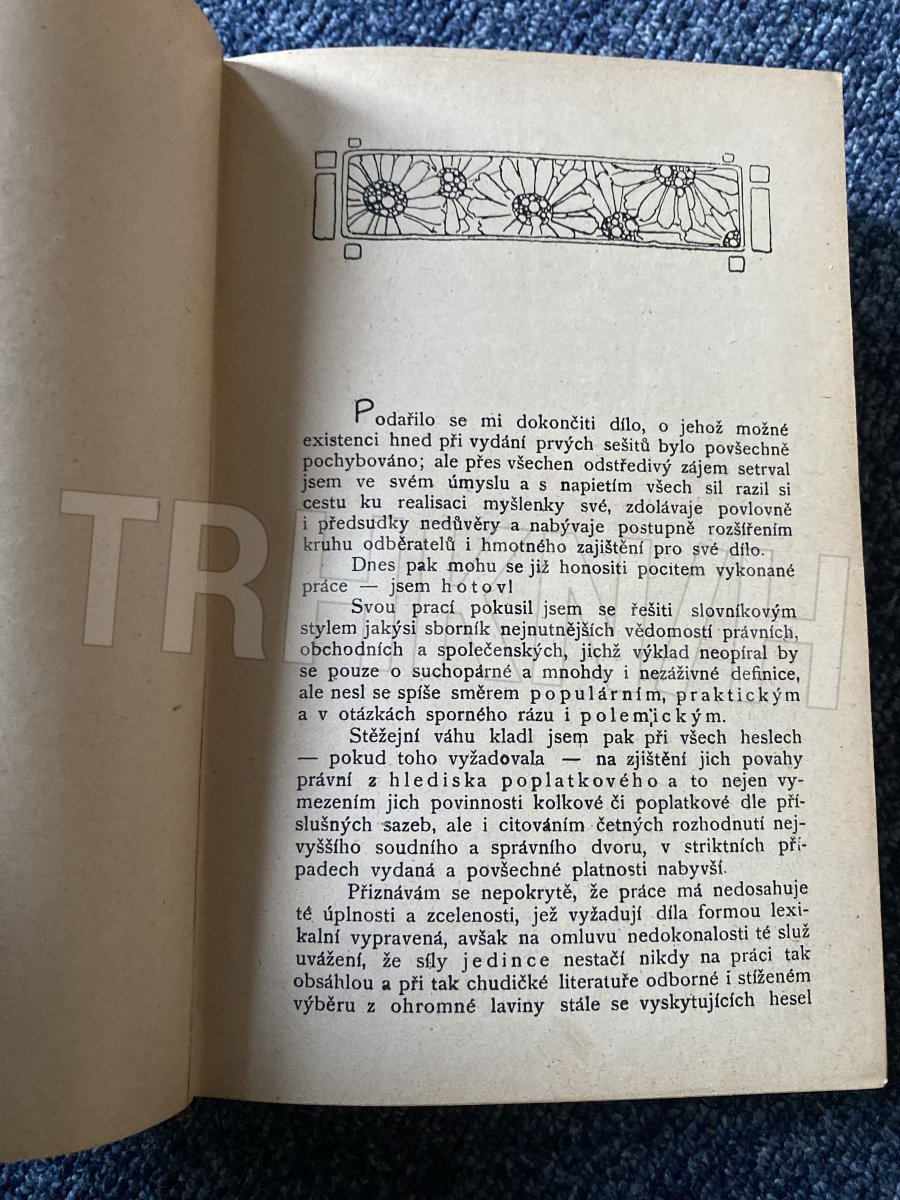 Podařilo se mi dokončiti dílo, o jehož možné
existenci hned při vydání prvých sešitů bylo povšechně
pochybováno; ale přes všechen odstředivý zájem setrval
jsem ve svém úmyslu a s napietím všech sil razil si
cestu ku realisaci myšlenky své, zdolávaje povlovně
i předsudky nedůvěry a nabývaje postupně rozšířením
kruhu odběratelů i hmotného zajištění pro své dílo.
Dnes pak mohu se již honositi pocitem vykonané
práce — jsem hotov!
Svou prací pokusil jsem se řešiti slovníkovým
stylem jakýsi sborník nejnutnějších vědomostí právních,
obchodních a společenských, jichž výklad neopíral by
se pouze o suchopárné a mnohdy i nezáživné definice,
ale nesl se spíše směrem populárním, praktickým
a v otázkách sporného rázu i polemickým.
Stěžejní váhu kladl jsem pak při všech heslech
— pokud toho vyžadovala — na zjištění jich povahy
právní z hlediska poplatkového a to nejen vy-
mezením jich povinnosti kolkové či poplatkové dle pří-
slušných sazeb, ale i citováním četných rozhodnutí nej-
vyššího soudního a správního dvoru, v striktních pří-
padech vydaná a povšechné platnosti nabyvší.
Přiznávám se nepokrytě, že práce má nedosahuje
té úplnosti a zcelenosti, jež vyžadují díla formou lexi-
kalní vypravená, avšak na omluvu nedokonalosti té služ
uvážení, že síly jedince nestačí nikdy na práci tak
obsáhlou a při tak chudičké literatuře odborné i stíženém
výběru z ohromné laviny stále se vyskytujících hesel
TRH KNIH